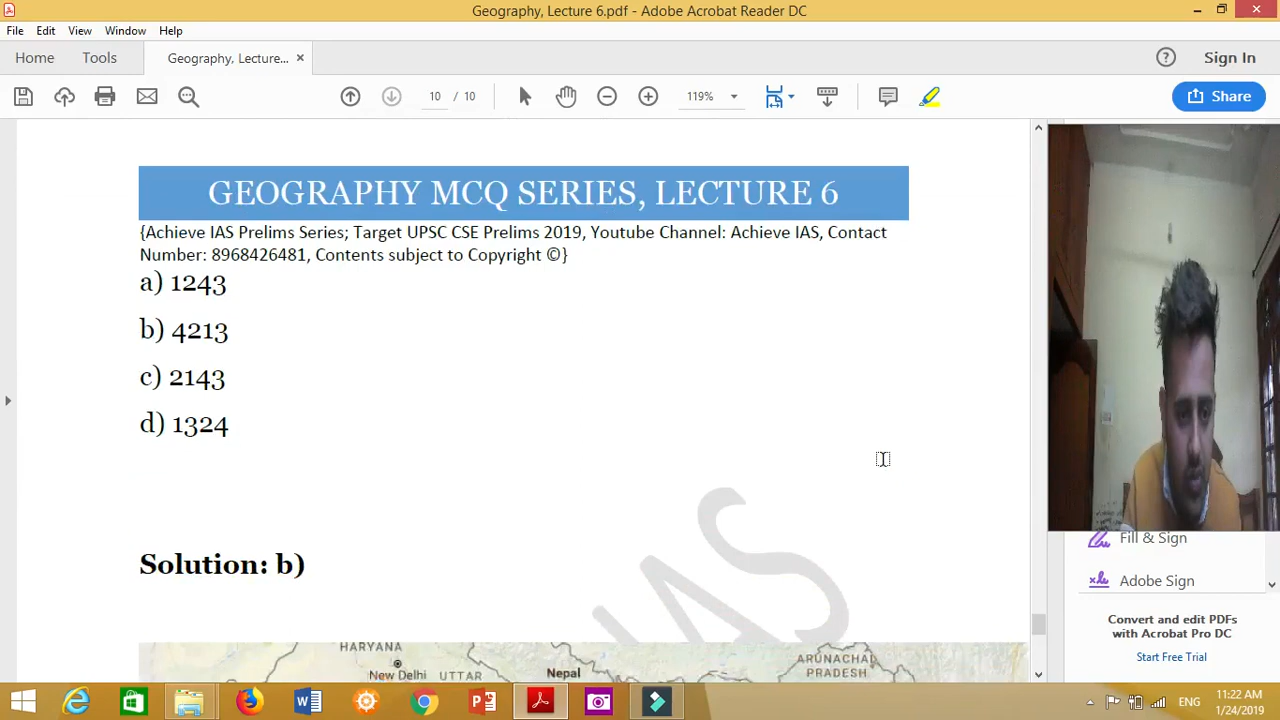 Geography, Lecture 6.pdf - Adobe Acrobat Reader DC
File Edit View Window Help
Home Tools Geography, Lecture... × Sign In
10 / 10 119% Share
GEOGRAPHY MCQ SERIES, LECTURE 6
{Achieve IAS Prelims Series; Target UPSC CSE Prelims 2019, Youtube Channel: Achieve IAS, Contact
Number: 8968426481, Contents subject to Copyright ©}
a) 1243
b) 4213
c) 2143
d) 1324
Solution: b)
IAS
HARYANA
New Delhi UTTAR
Nepal
ARUNACHAD
PRADESH
Fill & Sign
Adobe Sign
Convert and edit PDFs
with Acrobat Pro DC
Start Free Trial
ENG
11:22 AM
1/24/2019